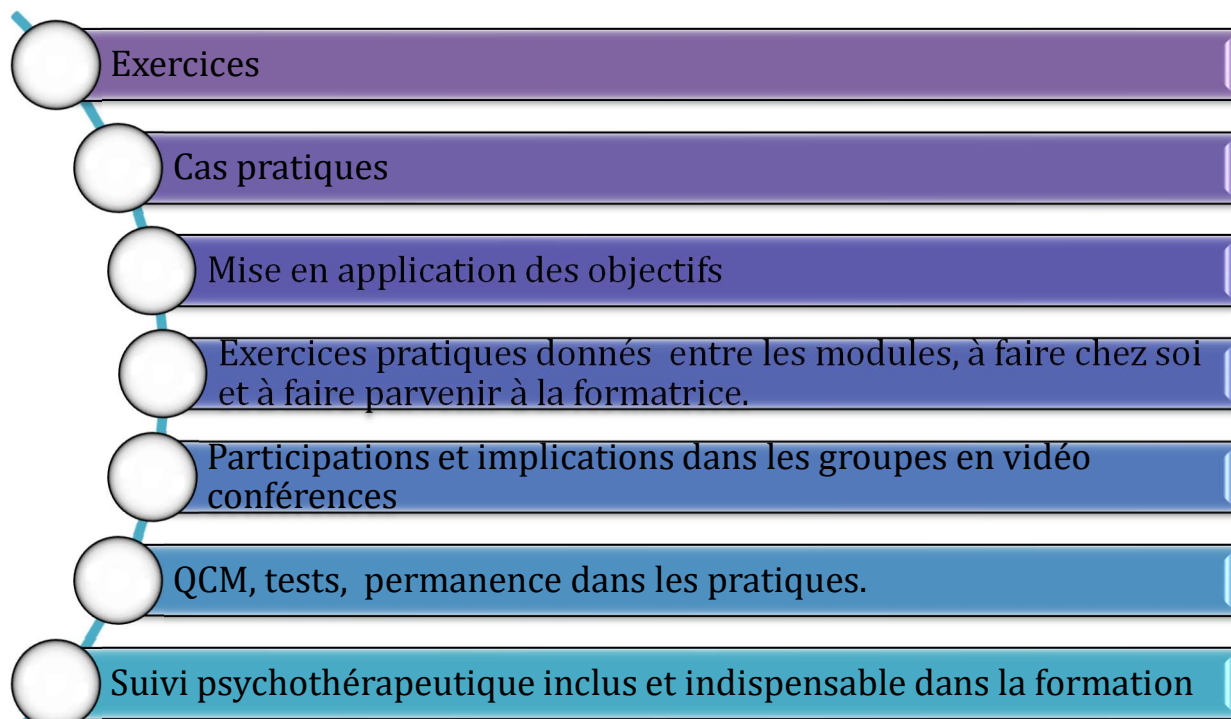 Exercices
Cas pratiques
Mise en application des objectifs
Exercices pratiques donnés  entre les modules, à faire chez soi
et à faire parvenir à la formatrice.
Participations et implications dans les groupes en vidéo
conférences
QCM, tests,  permanence dans les pratiques.
Suivi psychothérapeutique inclus et indispensable dans la formation